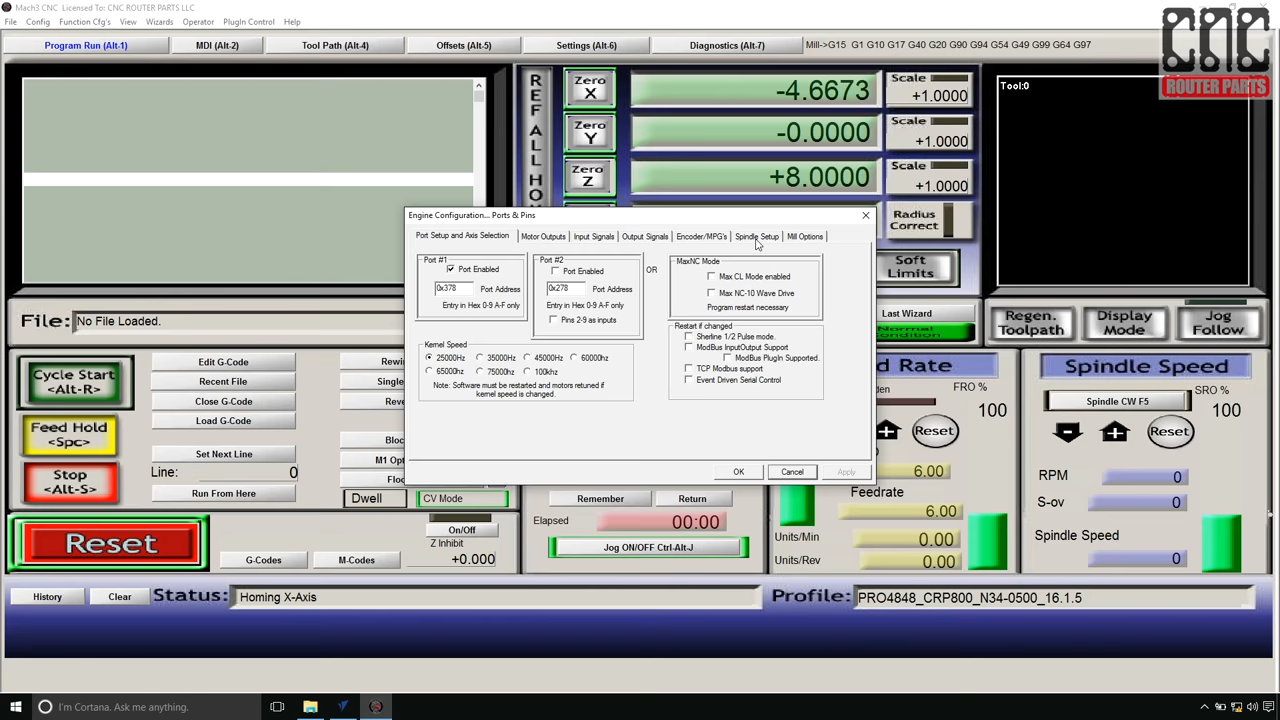 Mach3 CNC Licensed To: CNC ROUTER PARTS LLC
File Config Function Cfg's View Wizards Operator PlugIn Control Help
Program Run (Alt-1) MDI (Alt-2) Tool Path (Alt-4) Offsets (Alt-5) Settings (Alt-6) Diagnostics (Alt-7) Mill->G15 G1 G10 G17 G40 G20 G90 G94 G54 G49 G99 G64 G97
CNC
ROUTER PARTS
REF ALL HO
Zero X -4.6673 Scale +1.0000
Zero Y -0.0000 Scale +1.0000
Zero Z +8.0000 Scale +1.0000
Tool:0
Radius Correct
Soft Limits
Engine Configuration... Ports & Pins
Port Setup and Axis Selection Motor Outputs Input Signals Output Signals Encoder/MPG's Spindle Setup Mill Options
Port #1
Port Enabled
0x378 Port Address
Entry in Hex 0-9 A-F only
Port #2
Port Enabled
0x278 Port Address
Entry in Hex 0-9 A-F only
Pins 2-9 as inputs
OR
MaxNC Mode
Max CL Mode enabled
Max NC-10 Wave Drive
Program restart necessary
Kernel Speed
25000Hz 35000Hz 45000Hz 60000hz
65000Hz 75000Hz 100khz
Note: Software must be restarted and motors retuned if
kernel speed is changed.
Restart if changed
Sherline 1/2 Pulse mode.
ModBus InputOutput Support
ModBus PlugIn Supported.
TCP Modbus support
Event Driven Serial Control
OK Cancel Apply
File: No File Loaded.
Last Wizard
Normal
Condition
Regen. Toolpath
Display Mode
Jog Follow
Cycle Start
<Alt-R>
Feed Hold
<Spc>
Stop
<Alt-S>
Edit G-Code
Recent File
Close G-Code
Load G-Code
Set Next Line
Line: 0
Run From Here
Rewi
Single
Reve
Bloc
M1 Opt
Floo
Dwell CV Mode
Reset
G-Codes M-Codes
On/Off
Z Inhibit
+0.000
Remember Return
Elapsed 00:00
Jog ON/OFF Ctrl-Alt-J
d Rate
FRO %
100
Reset
6.00
Feedrate
6.00
Units/Min 0.00
Units/Rev 0.00
Spindle Speed
Spindle CW F5
SRO %
100
Reset
RPM 0
S-ov 0
Spindle Speed
0
History Clear Status: Homing X-Axis Profile: PRO4848_CRP800_N34-0500_16.1.5
I'm Cortana. Ask me anything.